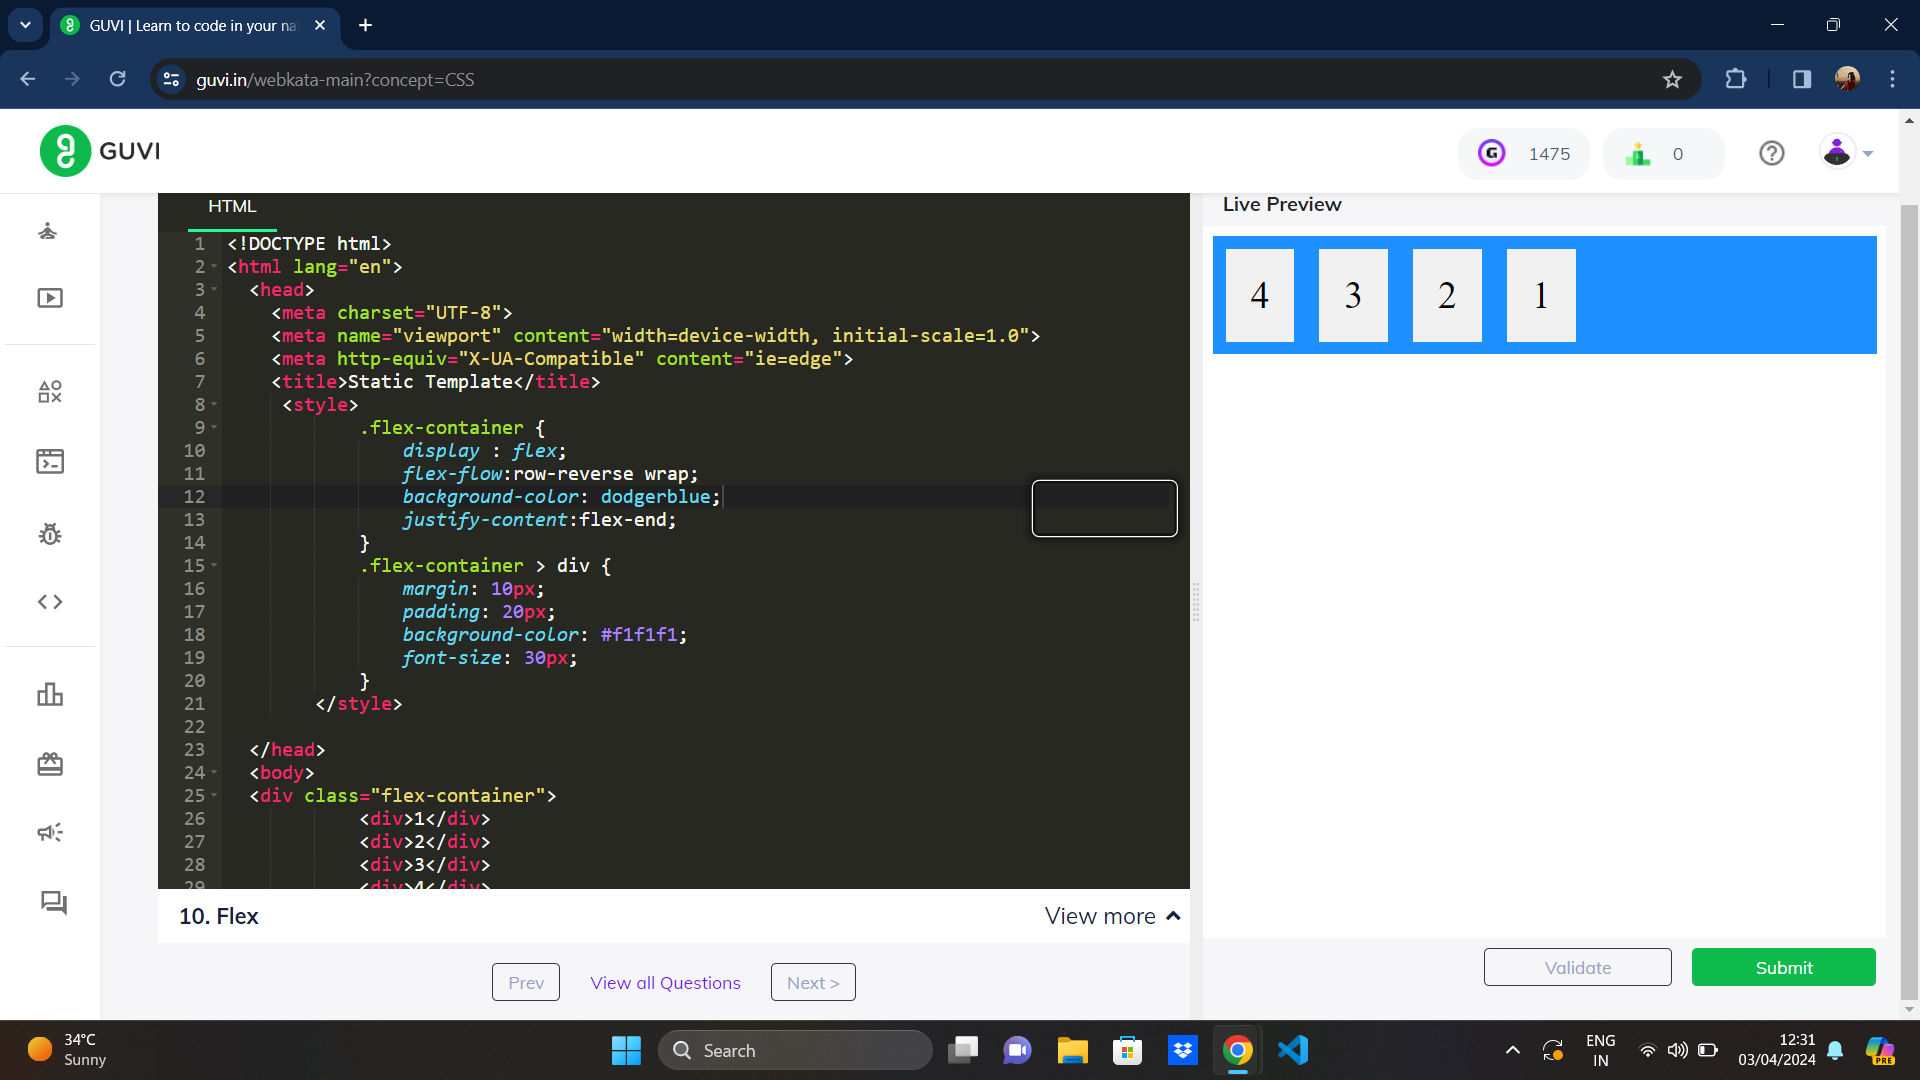 GUVI | Learn to code in your na
guvi.in/webkata-main?concept=CSS
GUVI
1475
0
HTML
Live Preview
1 <!DOCTYPE html>
2 <html lang="en">
3 <head>
4 <meta charset="UTF-8">
5 <meta name="viewport" content="width=device-width, initial-scale=1.0">
6 <meta http-equiv="X-UA-Compatible" content="ie=edge">
7 <title>Static Template</title>
8 <style>
9 .flex-container {
10 display : flex;
11 flex-flow:row-reverse wrap;
12 background-color: dodgerblue;
13 justify-content:flex-end;
14 }
15 .flex-container > div {
16 margin: 10px;
17 padding: 20px;
18 background-color: #f1f1f1;
19 font-size: 30px;
20 }
21 </style>
22
23 </head>
24 <body>
25 <div class="flex-container">
26 <div>1</div>
27 <div>2</div>
28 <div>3</div>
29 <div>4</div>
4 3 2 1
10. Flex
View more
Prev
View all Questions
Next >
Validate
Submit
34°C
Sunny
Search
ENG
IN
12:31
03/04/2024
PRE